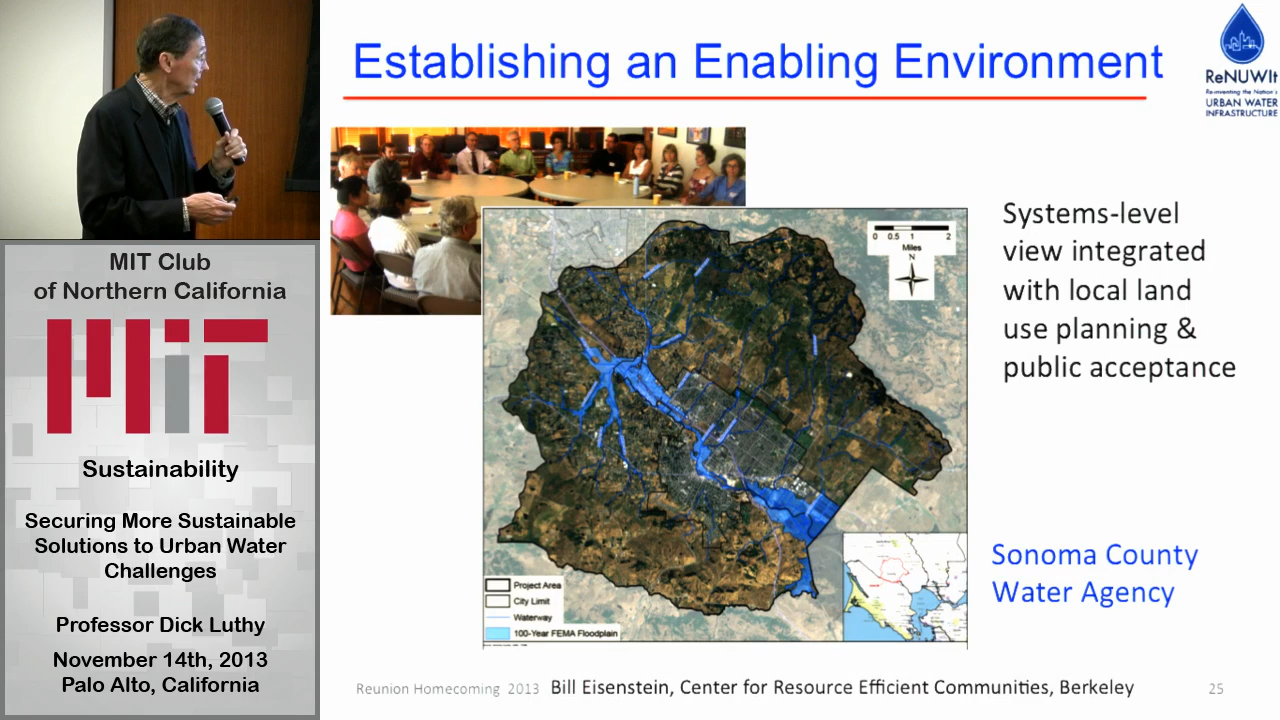 MIT Club
of Northern California
MiT
Sustainability
Securing More Sustainable
Solutions to Urban Water
Challenges
Professor Dick Luthy
November 14th, 2013
Palo Alto, California
Establishing an Enabling Environment
ReNUWIt
Re-inventing the Nation's
URBAN WATER
INFRASTRUCTURE
0 0.5 1 2
Miles
N
Systems-level
view integrated
with local land
use planning &
public acceptance
Project Area
City Limit
Waterway
100-Year FEMA Floodplain
Sonoma County
Water Agency
Reunion Homecoming 2013 Bill Eisenstein, Center for Resource Efficient Communities, Berkeley 25